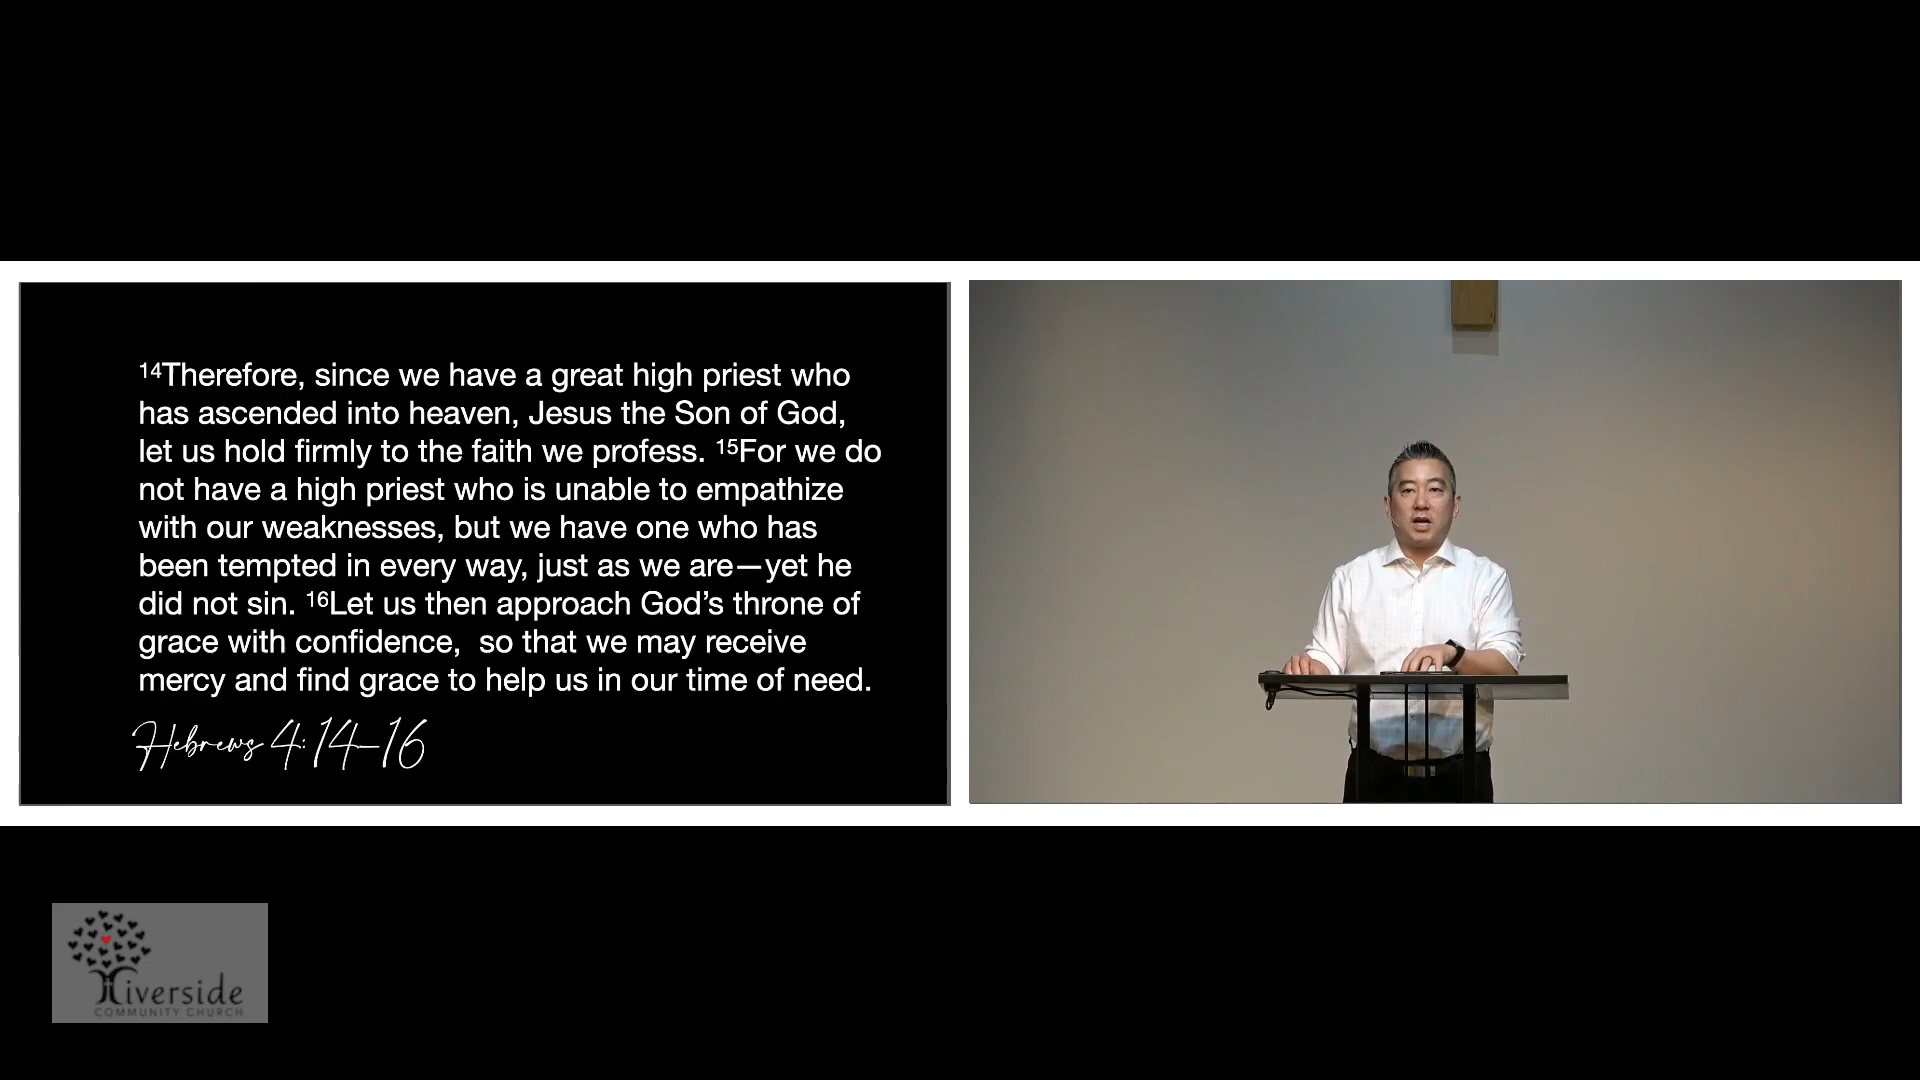 ¹⁴Therefore, since we have a great high priest who
has ascended into heaven, Jesus the Son of God,
let us hold firmly to the faith we profess. ¹⁵For we do
not have a high priest who is unable to empathize
with our weaknesses, but we have one who has
been tempted in every way, just as we are—yet he
did not sin. ¹⁶Let us then approach God’s throne of
grace with confidence,  so that we may receive
mercy and find grace to help us in our time of need.
Hebrews 4:14–16
Riverside
COMMUNITY CHURCH